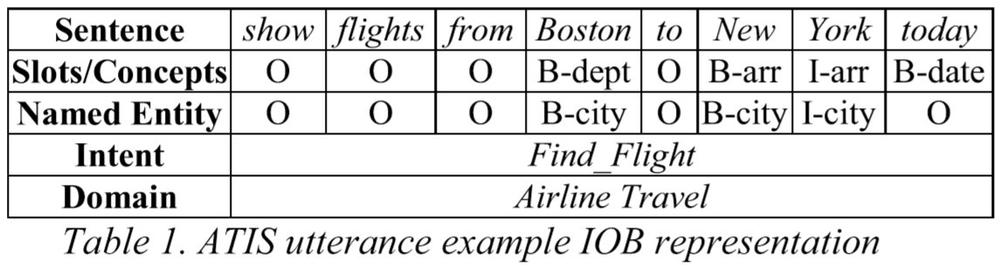 Sentence show flights from Boston to New York today
Slots/Concepts O O O B-dept O B-arr I-arr B-date
Named Entity O O O B-city O B-city I-city O
Intent Find_Flight
Domain Airline Travel
Table 1. ATIS utterance example IOB representation